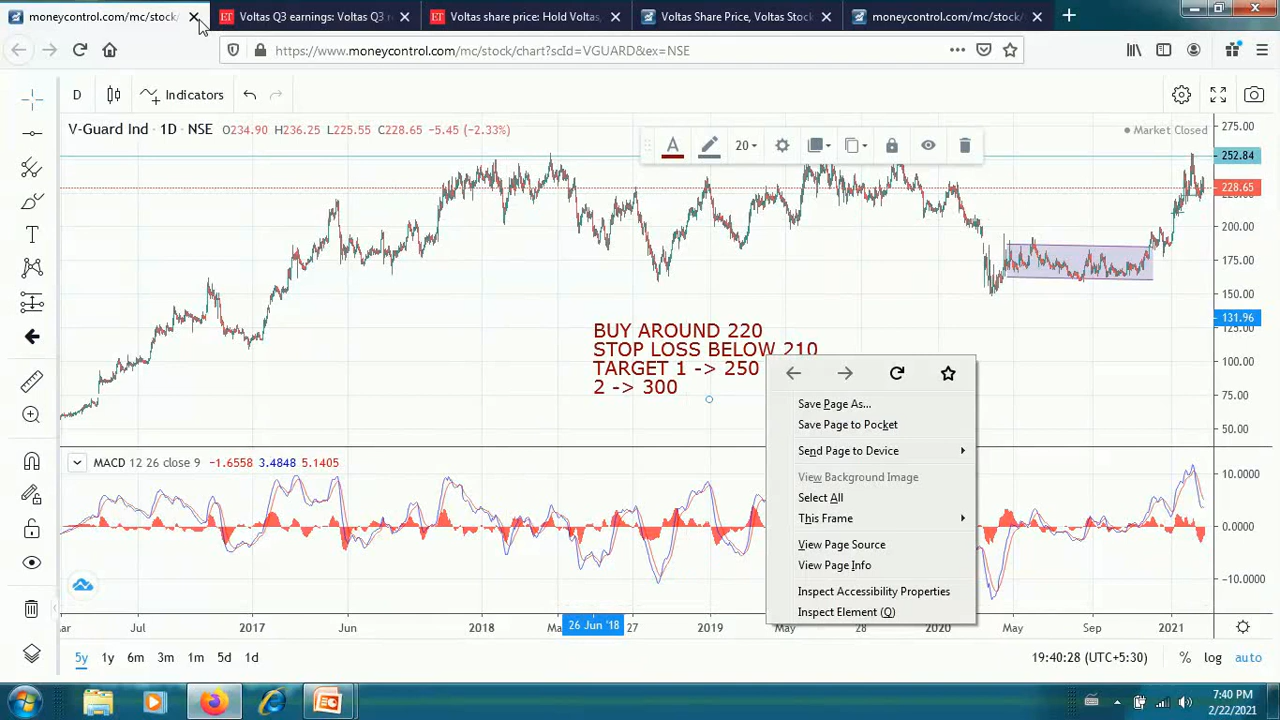 moneycontrol.com/mc/stock/
Voltas Q3 earnings: Voltas Q3 r
Voltas share price: Hold Voltas,
Voltas Share Price, Voltas Stock
moneycontrol.com/mc/stock/
https://www.moneycontrol.com/mc/stock/chart?scId=VGUARD&ex=NSE
D
Indicators
V-Guard Ind · 1D · NSE O234.90 H236.25 L225.55 C228.65 -5.45 (-2.33%)
A
20
Market Closed
275.00
252.84
228.65
225.00
200.00
175.00
150.00
131.96
125.00
100.00
75.00
50.00
BUY AROUND 220
STOP LOSS BELOW 210
TARGET 1 -> 250
2 -> 300
Save Page As...
Save Page to Pocket
Send Page to Device
View Background Image
Select All
This Frame
View Page Source
View Page Info
Inspect Accessibility Properties
Inspect Element (Q)
MACD 12 26 close 9 -1.6558 3.4848 5.1405
10.0000
0.0000
-10.0000
ar Jul 2017 Jun 2018 Ma 26 Jun '18 27 2019 May 2020 May Sep 2021
5y 1y 6m 3m 1m 5d 1d
19:40:28 (UTC+5:30) % log auto
7:40 PM
2/22/2021